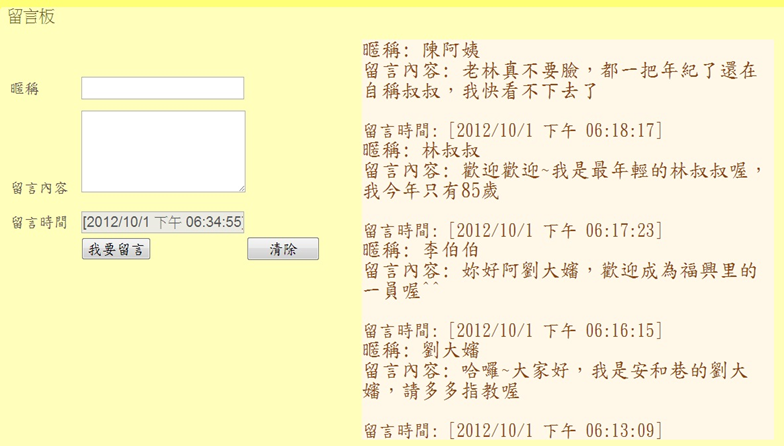 留言板
暱稱
留言內容
留言時間 [2012/10/1 下午 06:34:55]
我要留言 清除
暱稱: 陳阿姨
留言內容: 老林真不要臉，都一把年紀了還在
自稱叔叔，我快看不下去了
留言時間: [2012/10/1 下午 06:18:17]
暱稱: 林叔叔
留言內容: 歡迎歡迎~我是最年輕的林叔叔喔，
我今年只有85歲
留言時間: [2012/10/1 下午 06:17:23]
暱稱: 李伯伯
留言內容: 妳好阿劉大嬸，歡迎成為福興里的
一員喔^^
留言時間: [2012/10/1 下午 06:16:15]
暱稱: 劉大嬸
留言內容: 哈囉~大家好，我是安和巷的劉大
嬸，請多多指教喔
留言時間: [2012/10/1 下午 06:13:09]